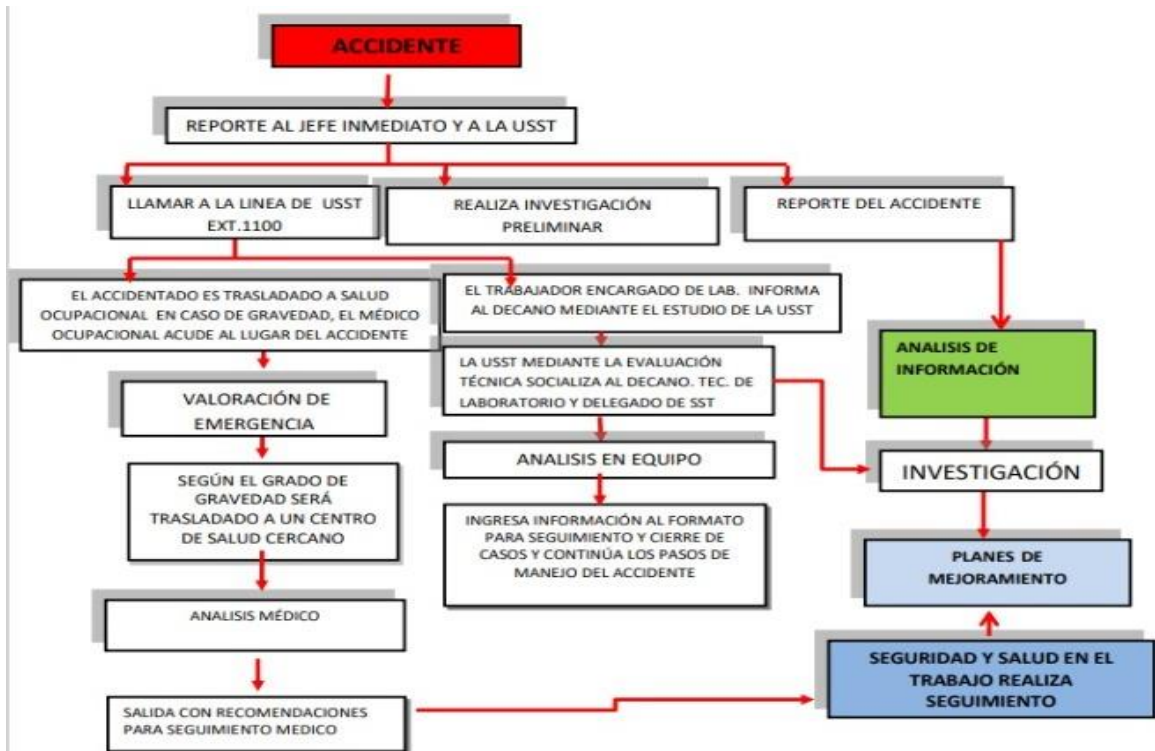 ACCIDENTE
REPORTE AL JEFE INMEDIATO Y A LA USST
LLAMAR A LA LINEA DE USST
EXT.1100
REALIZA INVESTIGACIÓN
PRELIMINAR
REPORTE DEL ACCIDENTE
EL ACCIDENTADO ES TRASLADADO A SALUD
OCUPACIONAL EN CASO DE GRAVEDAD, EL MÉDICO
OCUPACIONAL ACUDE AL LUGAR DEL ACCIDENTE
EL TRABAJADOR ENCARGADO DE LAB. INFORMA
AL DECANO MEDIANTE EL ESTUDIO DE LA USST
LA USST MEDIANTE LA EVALUACIÓN
TÉCNICA SOCIALIZA AL DECANO. TEC. DE
LABORATORIO Y DELEGADO DE SST
ANALISIS DE
INFORMACIÓN
VALORACIÓN DE
EMERGENCIA
ANALISIS EN EQUIPO
INVESTIGACIÓN
SEGÚN EL GRADO DE
GRAVEDAD SERÁ
TRASLADADO A UN CENTRO
DE SALUD CERCANO
INGRESA INFORMACIÓN AL FORMATO
PARA SEGUIMIENTO Y CIERRE DE
CASOS Y CONTINÚA LOS PASOS DE
MANEJO DEL ACCIDENTE
PLANES DE
MEJORAMIENTO
ANALISIS MÉDICO
SEGURIDAD Y SALUD EN EL
TRABAJO REALIZA
SEGUIMIENTO
SALIDA CON RECOMENDACIONES
PARA SEGUIMIENTO MEDICO